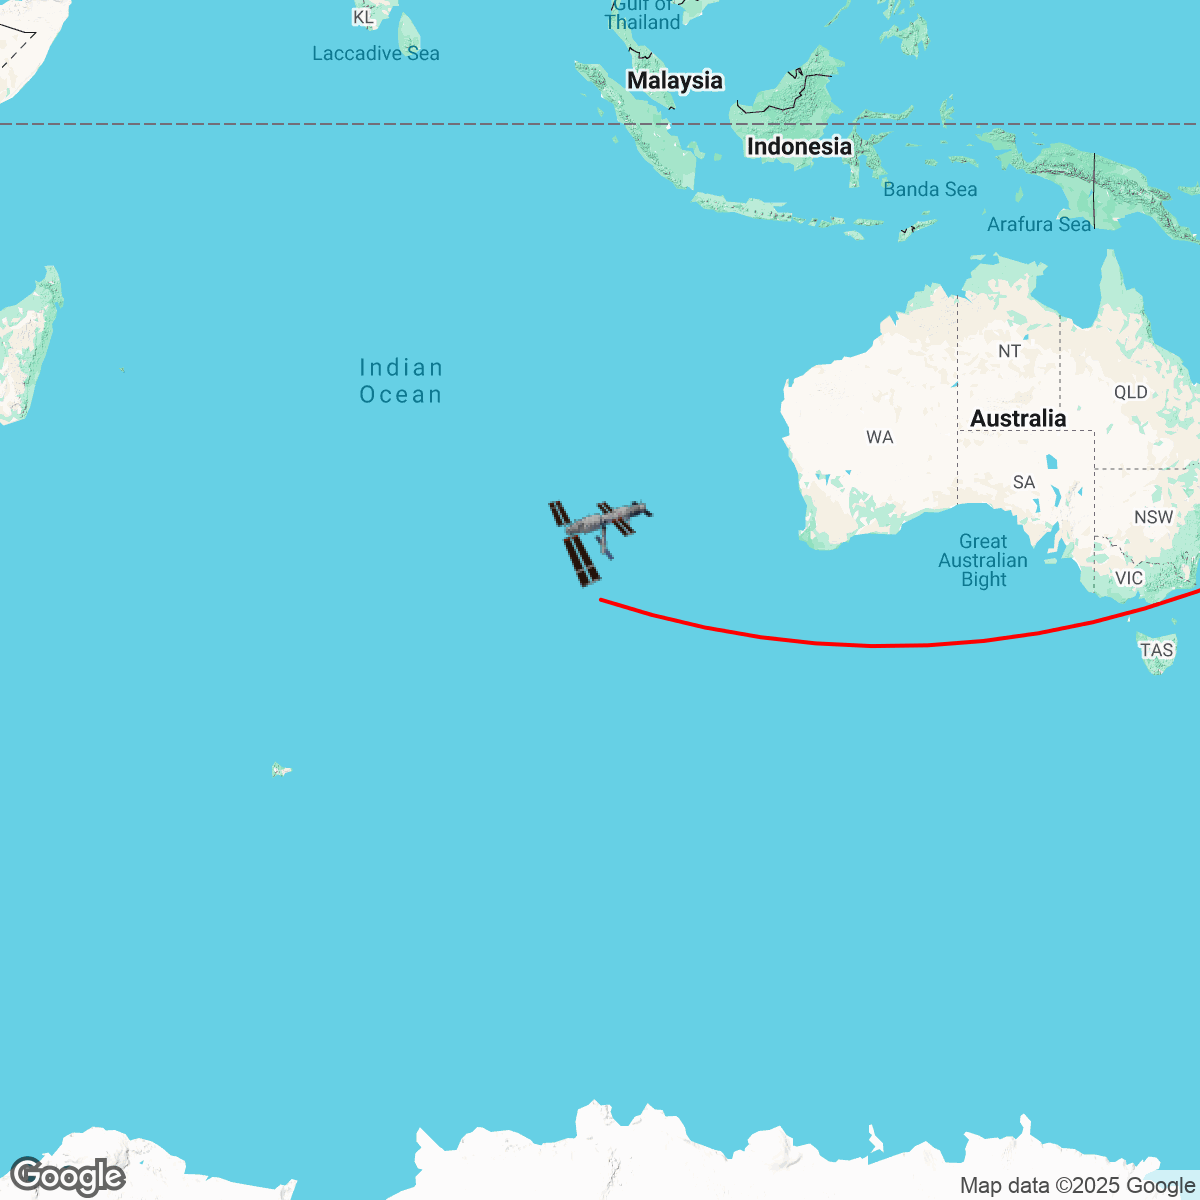 KL
Gulf of
Thailand
Laccadive Sea
Malaysia
Indonesia
Banda Sea
Arafura Sea
Indian
Ocean
NT
QLD
Australia
WA
SA
NSW
Great
Australian
Bight
VIC
TAS
Google
Map data ©2025 Google